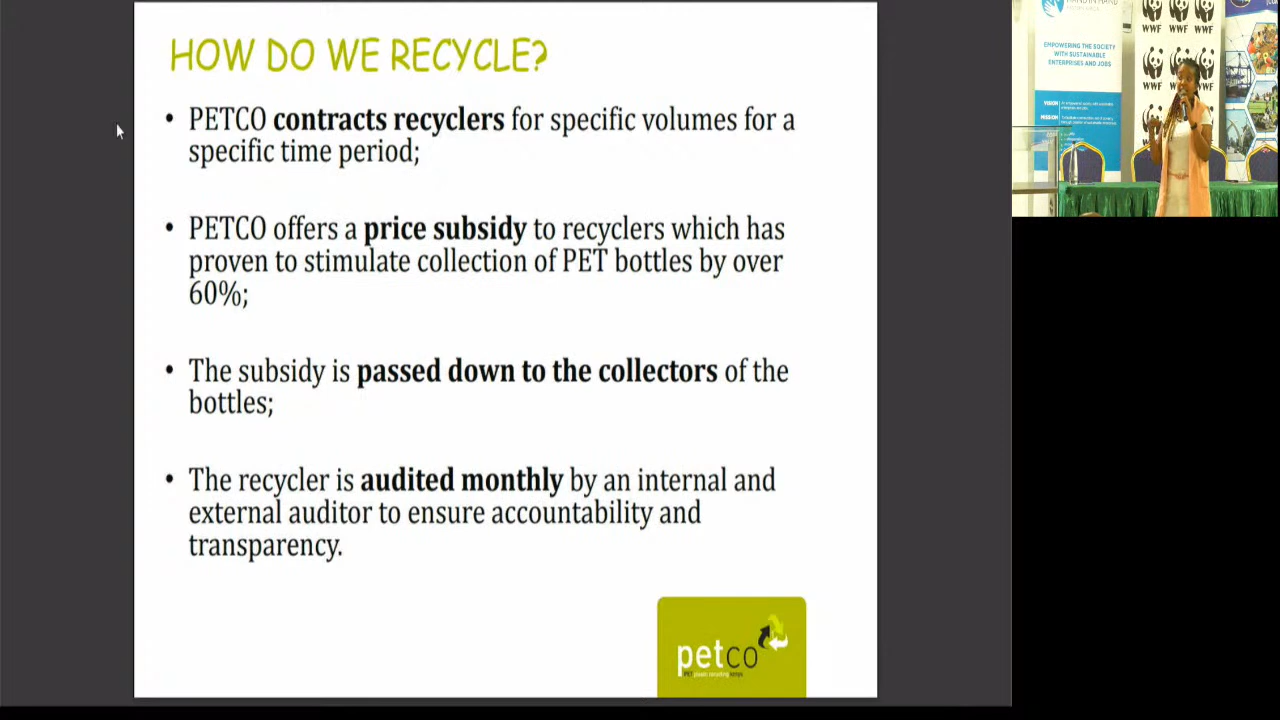 HOW DO WE RECYCLE?
• PETCO contracts recyclers for specific volumes for a
specific time period;
• PETCO offers a price subsidy to recyclers which has
proven to stimulate collection of PET bottles by over
60%;
• The subsidy is passed down to the collectors of the
bottles;
• The recycler is audited monthly by an internal and
external auditor to ensure accountability and
transparency.
petco
EMPOWERING THE SOCIETY
WITH SUSTAINABLE
ENTERPRISES AND JOBS
VISION
MISSION
WWF WWF WWF
WWF WWF